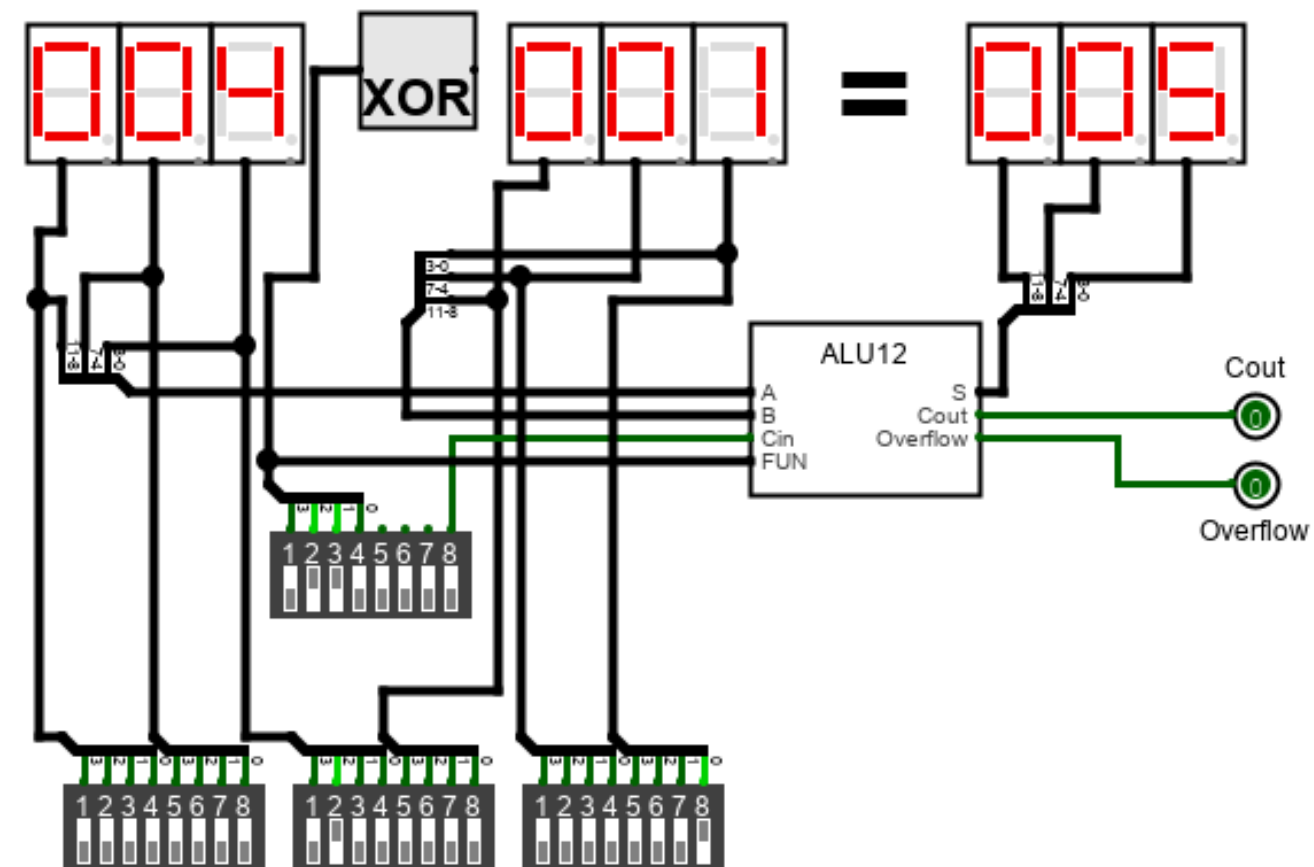 004 XOR 001 = 005
3-0
7-4
11-8
11-8 7-4 3-0
11-8 7-4 3-0
ALU12
A S
B Cout
Cin Overflow
FUN
Cout
0
0
Overflow
3 2 1 0
1 2 3 4 5 6 7 8
3 2 1 0 3 2 1 0
3 2 1 0 3 2 1 0
3 2 1 0 3 2 1 0
1 2 3 4 5 6 7 8
1 2 3 4 5 6 7 8
1 2 3 4 5 6 7 8